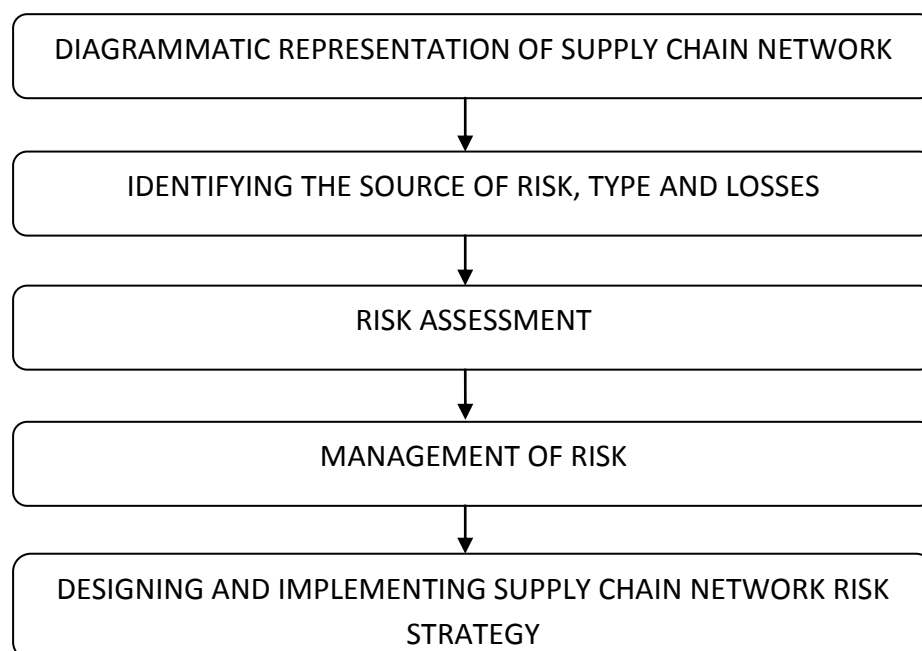 DIAGRAMMATIC REPRESENTATION OF SUPPLY CHAIN NETWORK
IDENTIFYING THE SOURCE OF RISK, TYPE AND LOSSES
RISK ASSESSMENT
MANAGEMENT OF RISK
DESIGNING AND IMPLEMENTING SUPPLY CHAIN NETWORK RISK
STRATEGY